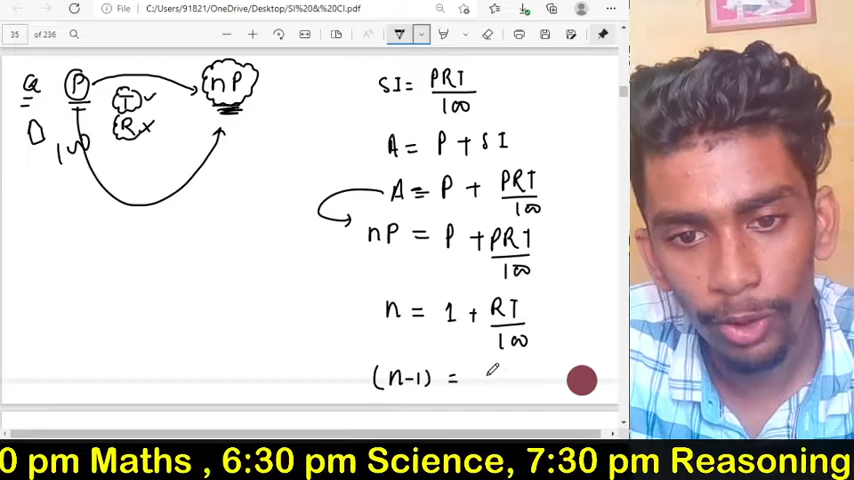 File | C:/Users/91821/OneDrive/Desktop/SI%20&%20CI.pdf
35 of 236
Q P nP
T
R x
100
SI = PRT/100
A = P + SI
A = P + PRT/100
nP = P + PRT/100
n = 1 + RT/100
(n-1) =
0 pm Maths , 6:30 pm Science, 7:30 pm Reasoning